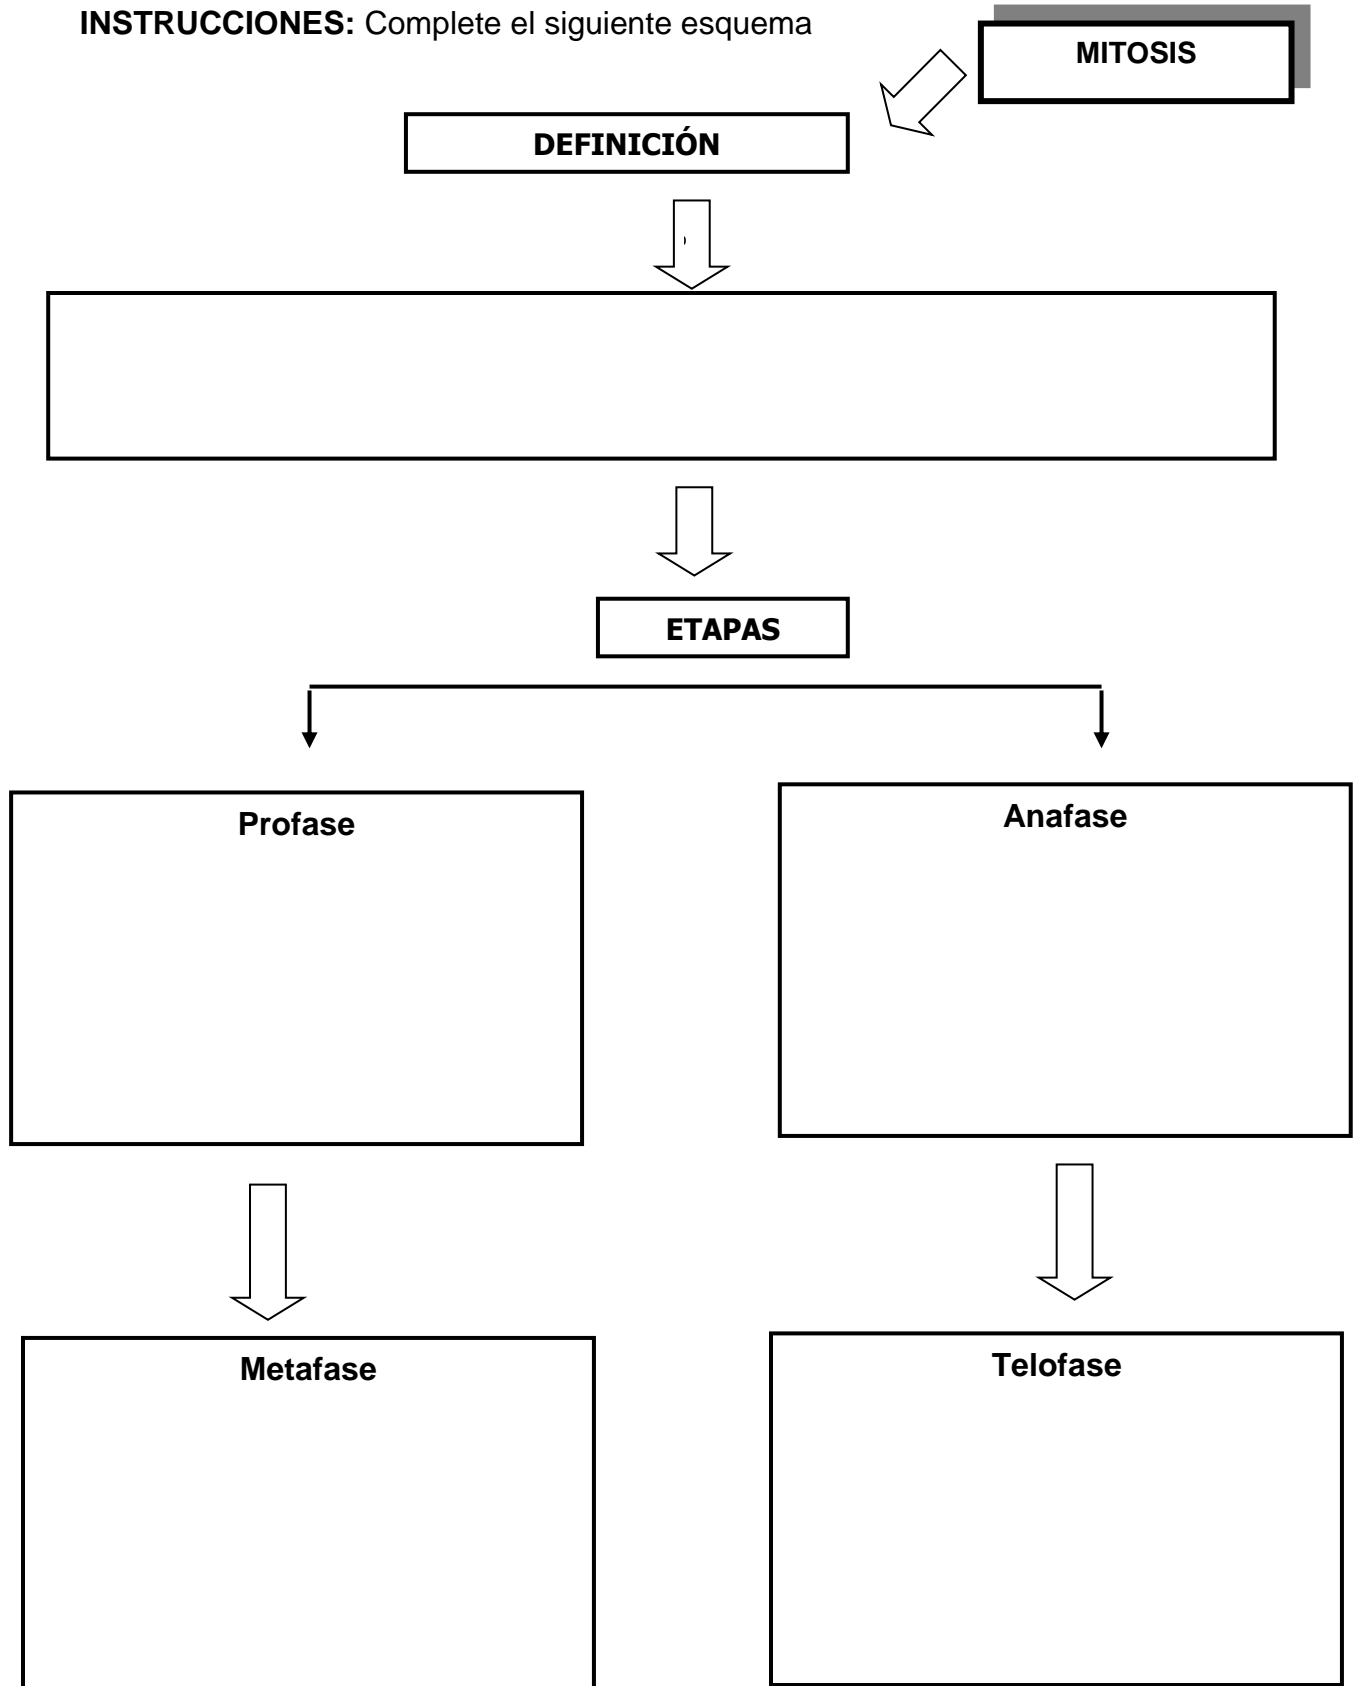 INSTRUCCIONES: Complete el siguiente esquema
MITOSIS
DEFINICIÓN
ETAPAS
Profase
Anafase
Metafase
Telofase